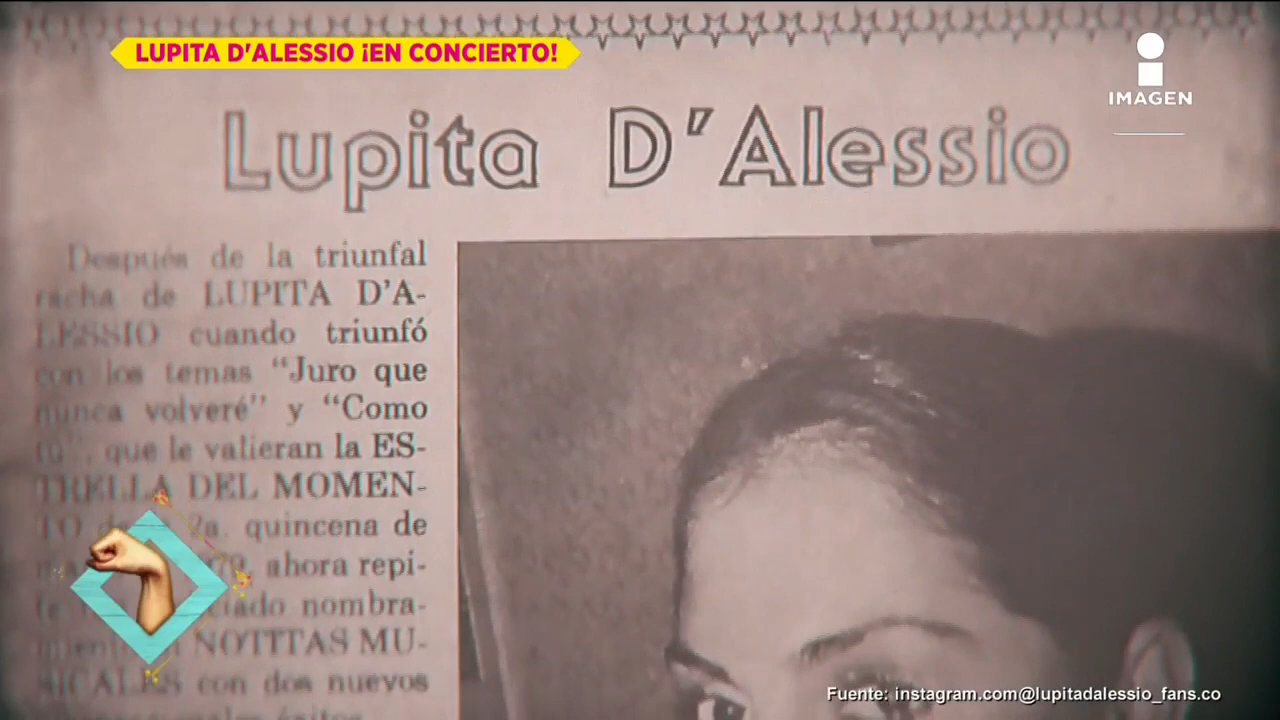 LUPITA D'ALESSIO ¡EN CONCIERTO!
IMAGEN
Lupita D'Alessio
Después de la triunfal
racha de LUPITA D'A-
LESSIO cuando triunfó
con los temas "Juro que
nunca volveré" y "Como
tú", que le valieran la ES-
TRELLA DEL MOMEN-
TO 2a. quincena de
ahora repi-
nombra-
NOTITAS MU-
SICALES con dos nuevos
éxitos
Fuente: instagram.com@lupitadalessio_fans.co